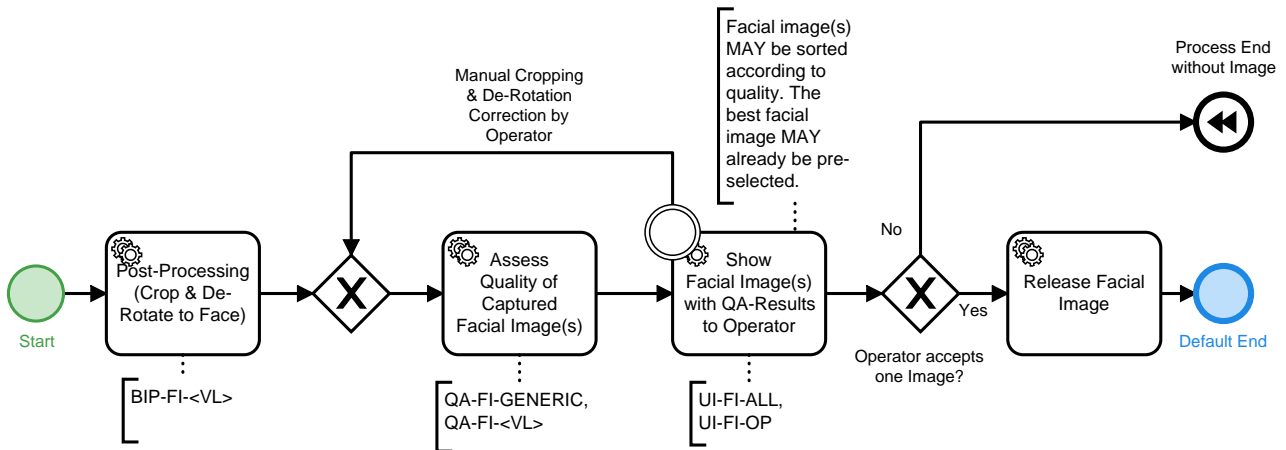 Facial image(s)
MAY be sorted
according to
quality. The
best facial
image MAY
already be pre-
selected.
Process End
without Image
Manual Cropping
& De-Rotation
Correction by
Operator
No
Start
Post-Processing
(Crop & De-
Rotate to Face)
X
Assess
Quality of
Captured
Facial Image(s)
Show
Facial Image(s)
with QA-Results
to Operator
X
Yes
Operator accepts
one Image?
Release Facial
Image
Default End
BIP-FI-<VL>
QA-FI-GENERIC,
QA-FI-<VL>
UI-FI-ALL,
UI-FI-OP